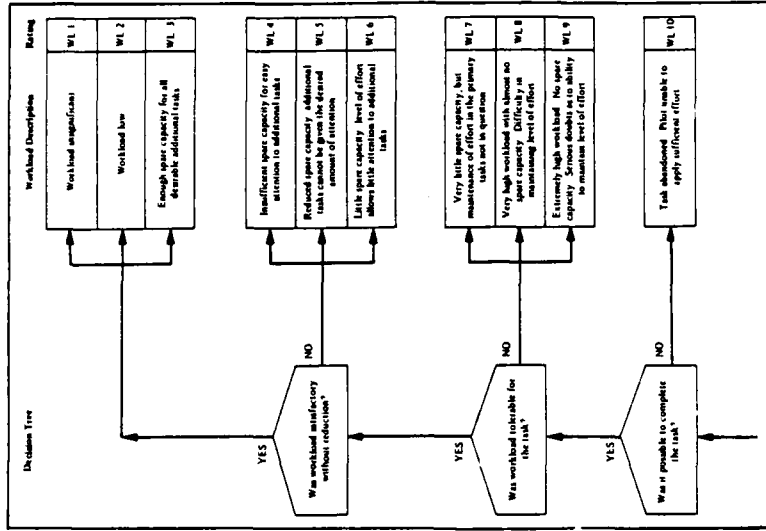 Decision Tree
Workload Description
Rating
Workload insignificant
WL 1
Workload low
WL 2
Enough spare capacity for all
desirable additional tasks
WL 3
YES
Was workload satisfactory
without reduction?
NO
Insufficient spare capacity for easy
attention to additional tasks
WL 4
Reduced spare capacity additional
tasks cannot be given the desired
amount of attention
WL 5
Little spare capacity level of effort
allows little attention to additional
tasks
WL 6
YES
Was workload tolerable for
the task?
NO
Very little spare capacity, but
maintenance of effort in the primary
tasks not in question
WL 7
Very high workload with almost no
spare capacity Difficulty in
maintaining level of effort
WL 8
Extremely high workload No spare
capacity Serious doubts as to ability
to maintain level of effort
WL 9
YES
Was it possible to complete
the task?
NO
Task abandoned Pilot unable to
apply sufficient effort
WL 10